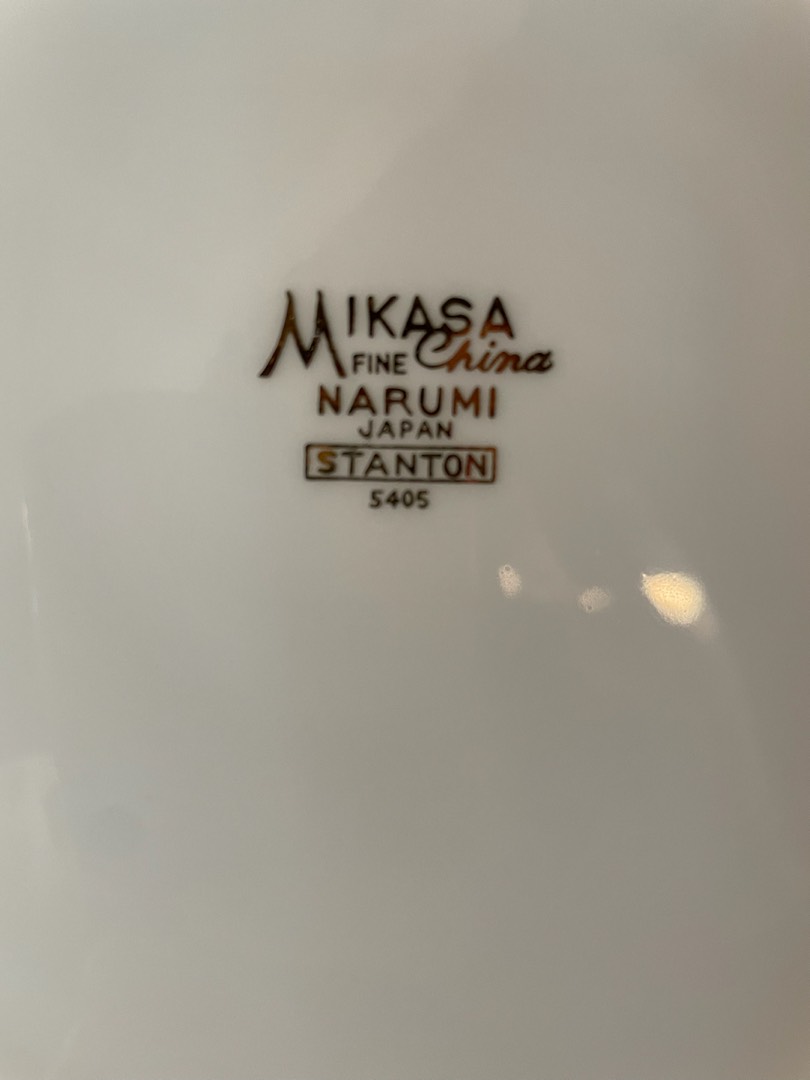 MIKASA
FINE China
NARUMI
JAPAN
STANTON
5405